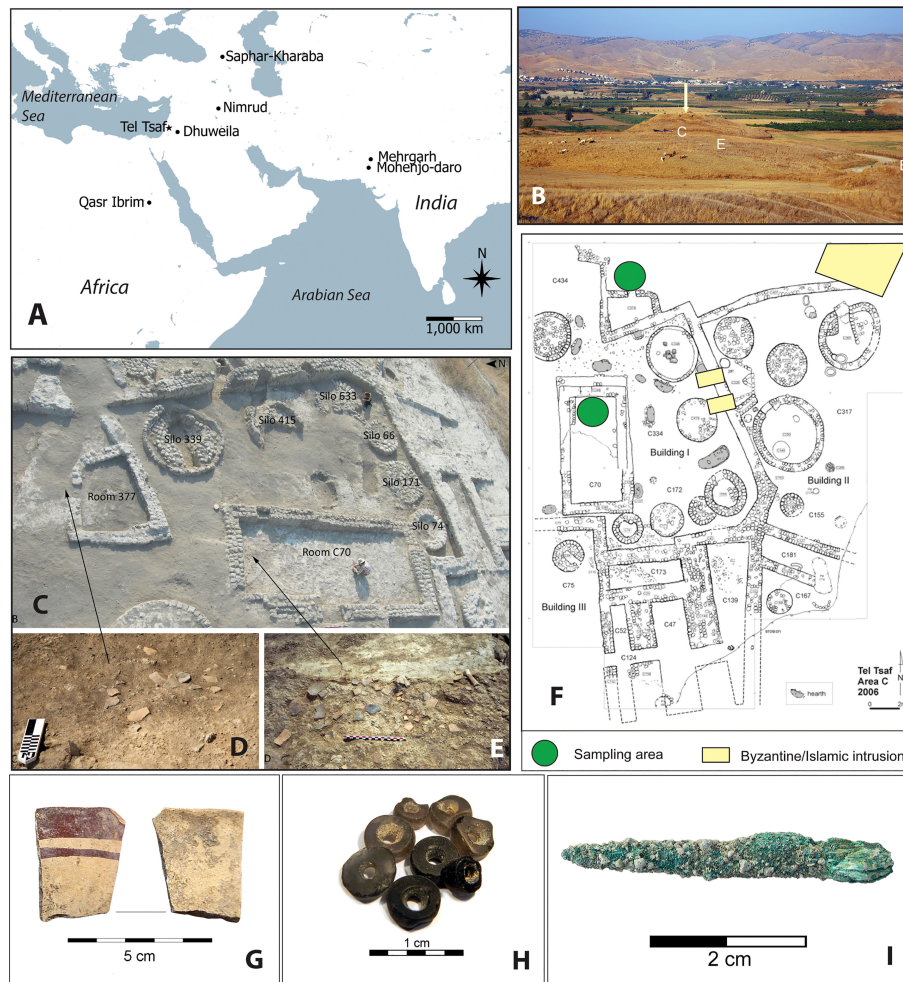 Saphar-Kharaba
Mediterranean
Sea
Nimrud
Tel Tsaf
Dhuweila
Mehrgarh
Mohenjo-daro
Qasr Ibrim
India
N
Africa
Arabian Sea
1,000 km
A
C
E
B
N
Silo 633
Silo 339
Silo 415
Silo 66
Room 377
Silo 171
Silo 74
Room C70
C
B
D
D
E
C434
C317
C334
Building I
Building II
C70
C172
C155
C75
C173
C181
Building III
C139
C167
C52
C47
C124
erosion
Tel Tsaf
Area C
2006
N
hearth
0
F
Sampling area
Byzantine/Islamic intrusion
5 cm
G
1 cm
H
2 cm
I